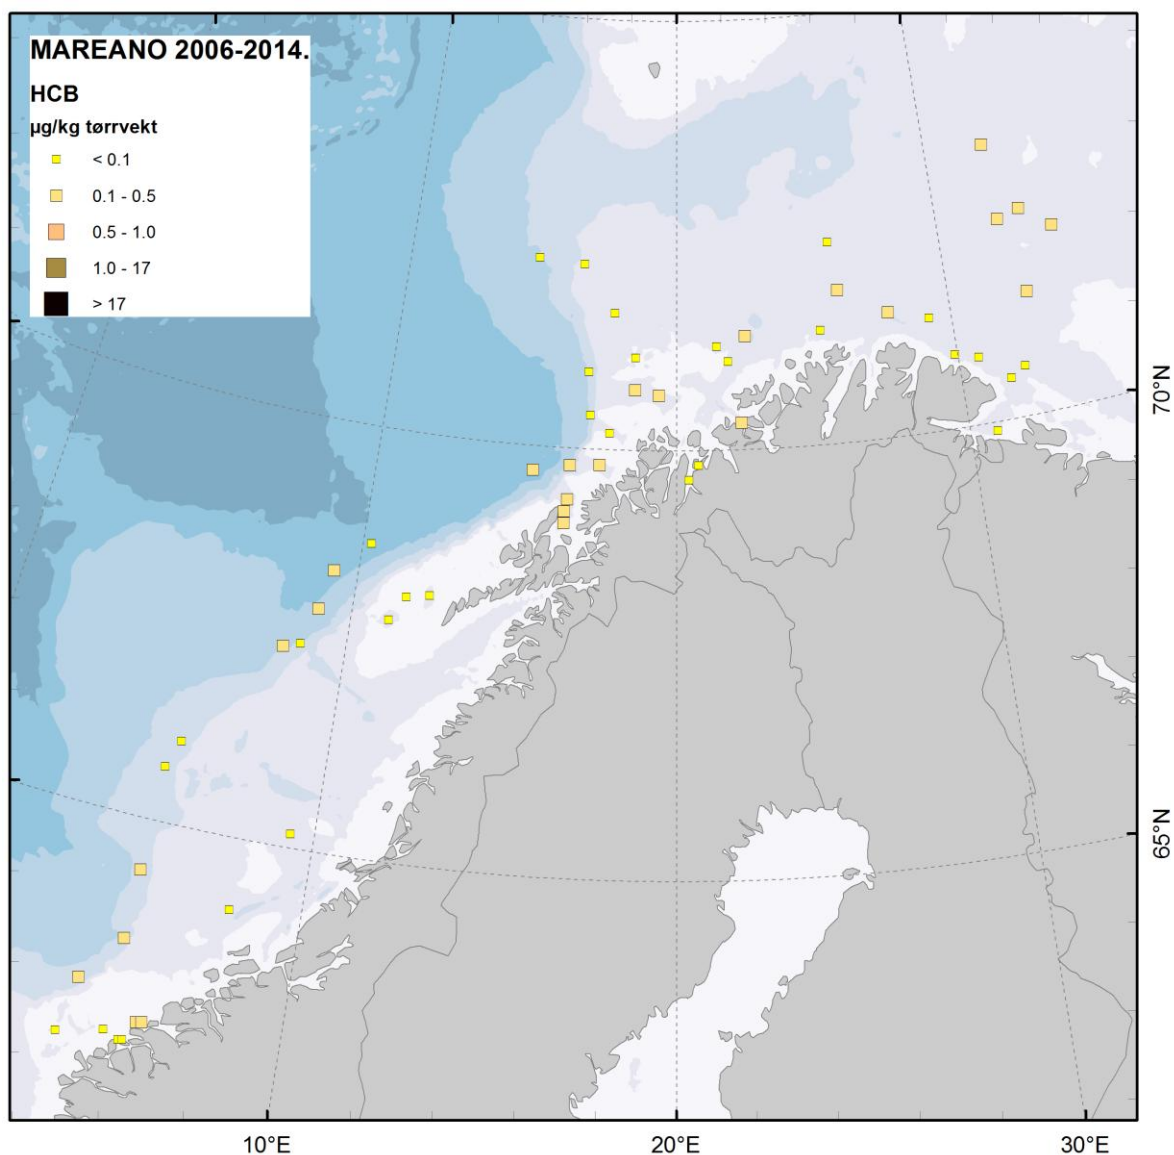 MAREANO 2006-2014.
HCB
µg/kg tørrvekt
< 0.1
0.1 - 0.5
0.5 - 1.0
1.0 - 17
> 17
70°N
65°N
10°E
20°E
30°E